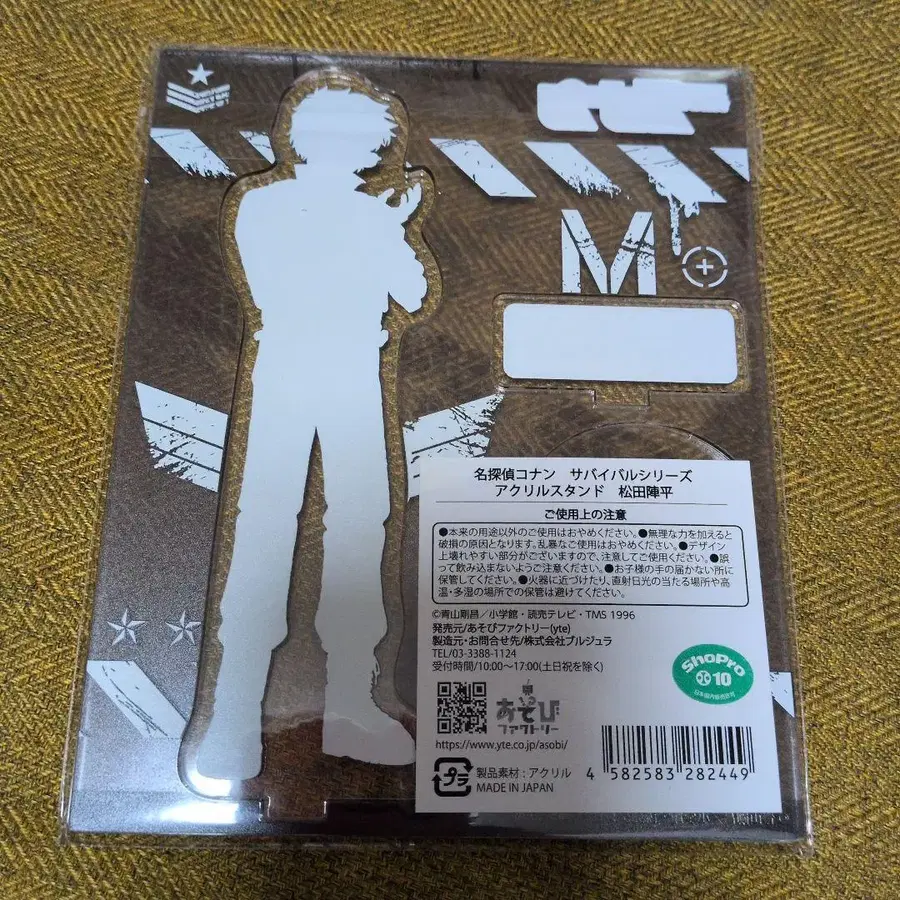 M
名探偵コナン　サバイバルシリーズ
アクリルスタンド　松田陣平
ご使用上の注意
●本来の用途以外のご使用はおやめください。●無理な力を加えると
破損の原因となります。乱暴なご使用はおやめください。●デザイン
上壊れやすい部分がございますので、注意してご使用ください。●誤
って飲み込まないようご注意ください。●お子様の手の届かない所に
保管してください。●火器に近づけたり、直射日光の当たる場所や高
温・多湿の場所での保管は避けてください。
©青山剛昌／小学館・読売テレビ・TMS 1996
発売元/あそびファクトリー(yte)
製造元・お問合せ先/株式会社ブルジュラ
TEL/03-3388-1124
受付時間/10:00～17:00(土日祝を除く)
ShoPro
10
日本国内販売許可
あそび
ファクトリー
https://www.yte.co.jp/asobi/
プラ
製品素材：アクリル
MADE IN JAPAN
4 582583 282449